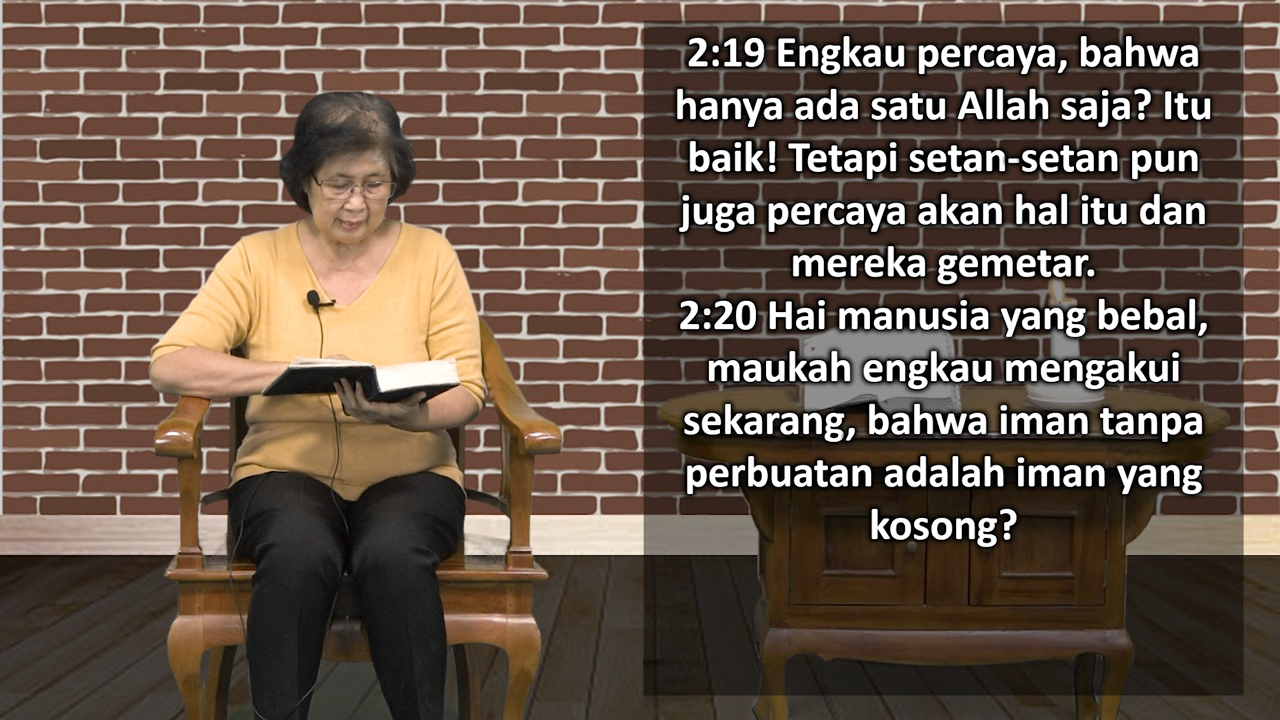 2:19 Engkau percaya, bahwa
hanya ada satu Allah saja? Itu
baik! Tetapi setan-setan pun
juga percaya akan hal itu dan
mereka gemetar.
2:20 Hai manusia yang bebal,
maukah engkau mengakui
sekarang, bahwa iman tanpa
perbuatan adalah iman yang
kosong?